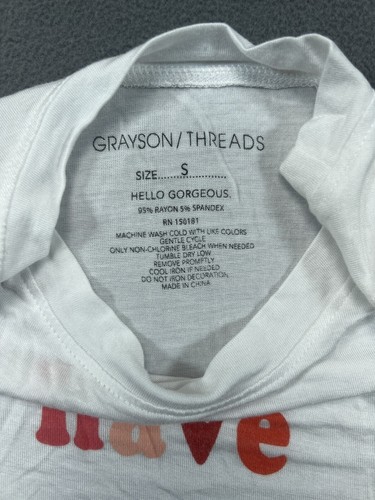 GRAYSON/THREADS
SIZE..........S............
HELLO GORGEOUS.
95% RAYON 5% SPANDEX
RN 150181
MACHINE WASH COLD WITH LIKE COLORS
GENTLE CYCLE
ONLY NON-CHLORINE BLEACH WHEN NEEDED
TUMBLE DRY LOW
REMOVE PROMPTLY
COOL IRON IF NEEDED
DO NOT IRON DECORATION
MADE IN CHINA
have